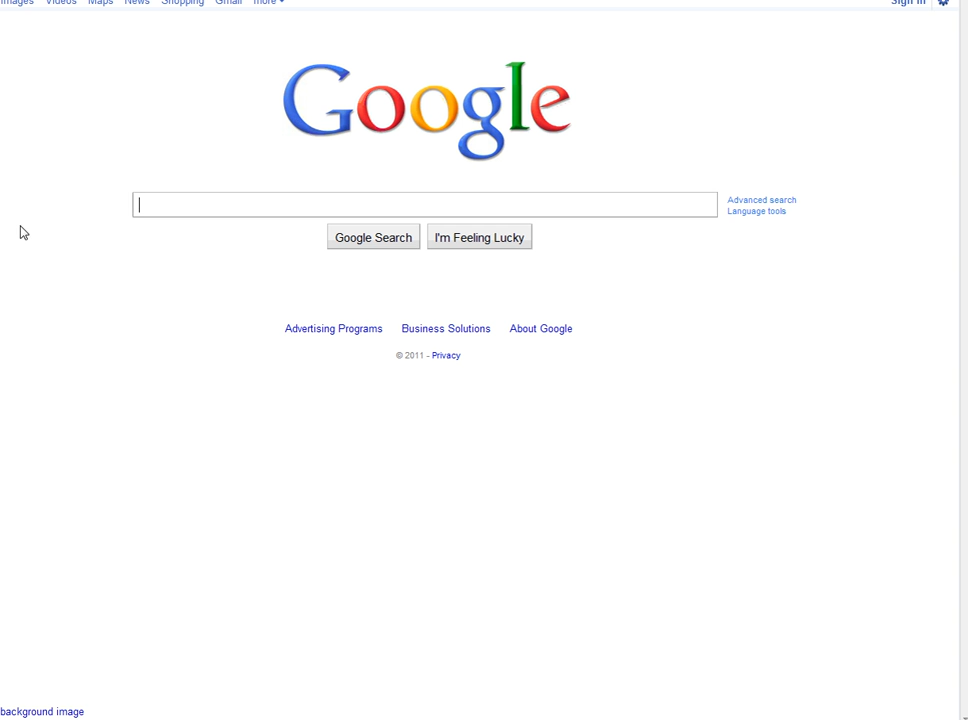 Images Videos Maps News Shopping Gmail more
Sign in
Google
Advanced search
Language tools
Google Search
I'm Feeling Lucky
Advertising Programs Business Solutions About Google
© 2011 - Privacy
background image